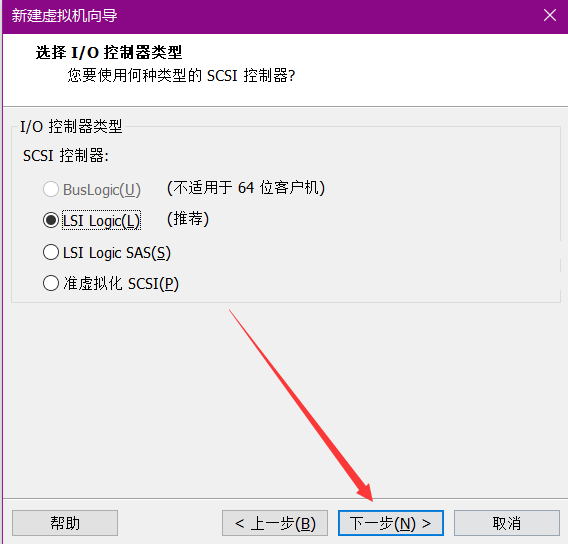 新建虚拟机向导
选择 I/O 控制器类型
您要使用何种类型的 SCSI 控制器?
I/O 控制器类型
SCSI 控制器:
BusLogic(U) (不适用于 64 位客户机)
LSI Logic(L) (推荐)
LSI Logic SAS(S)
准虚拟化 SCSI(P)
帮助 < 上一步(B) 下一步(N) > 取消